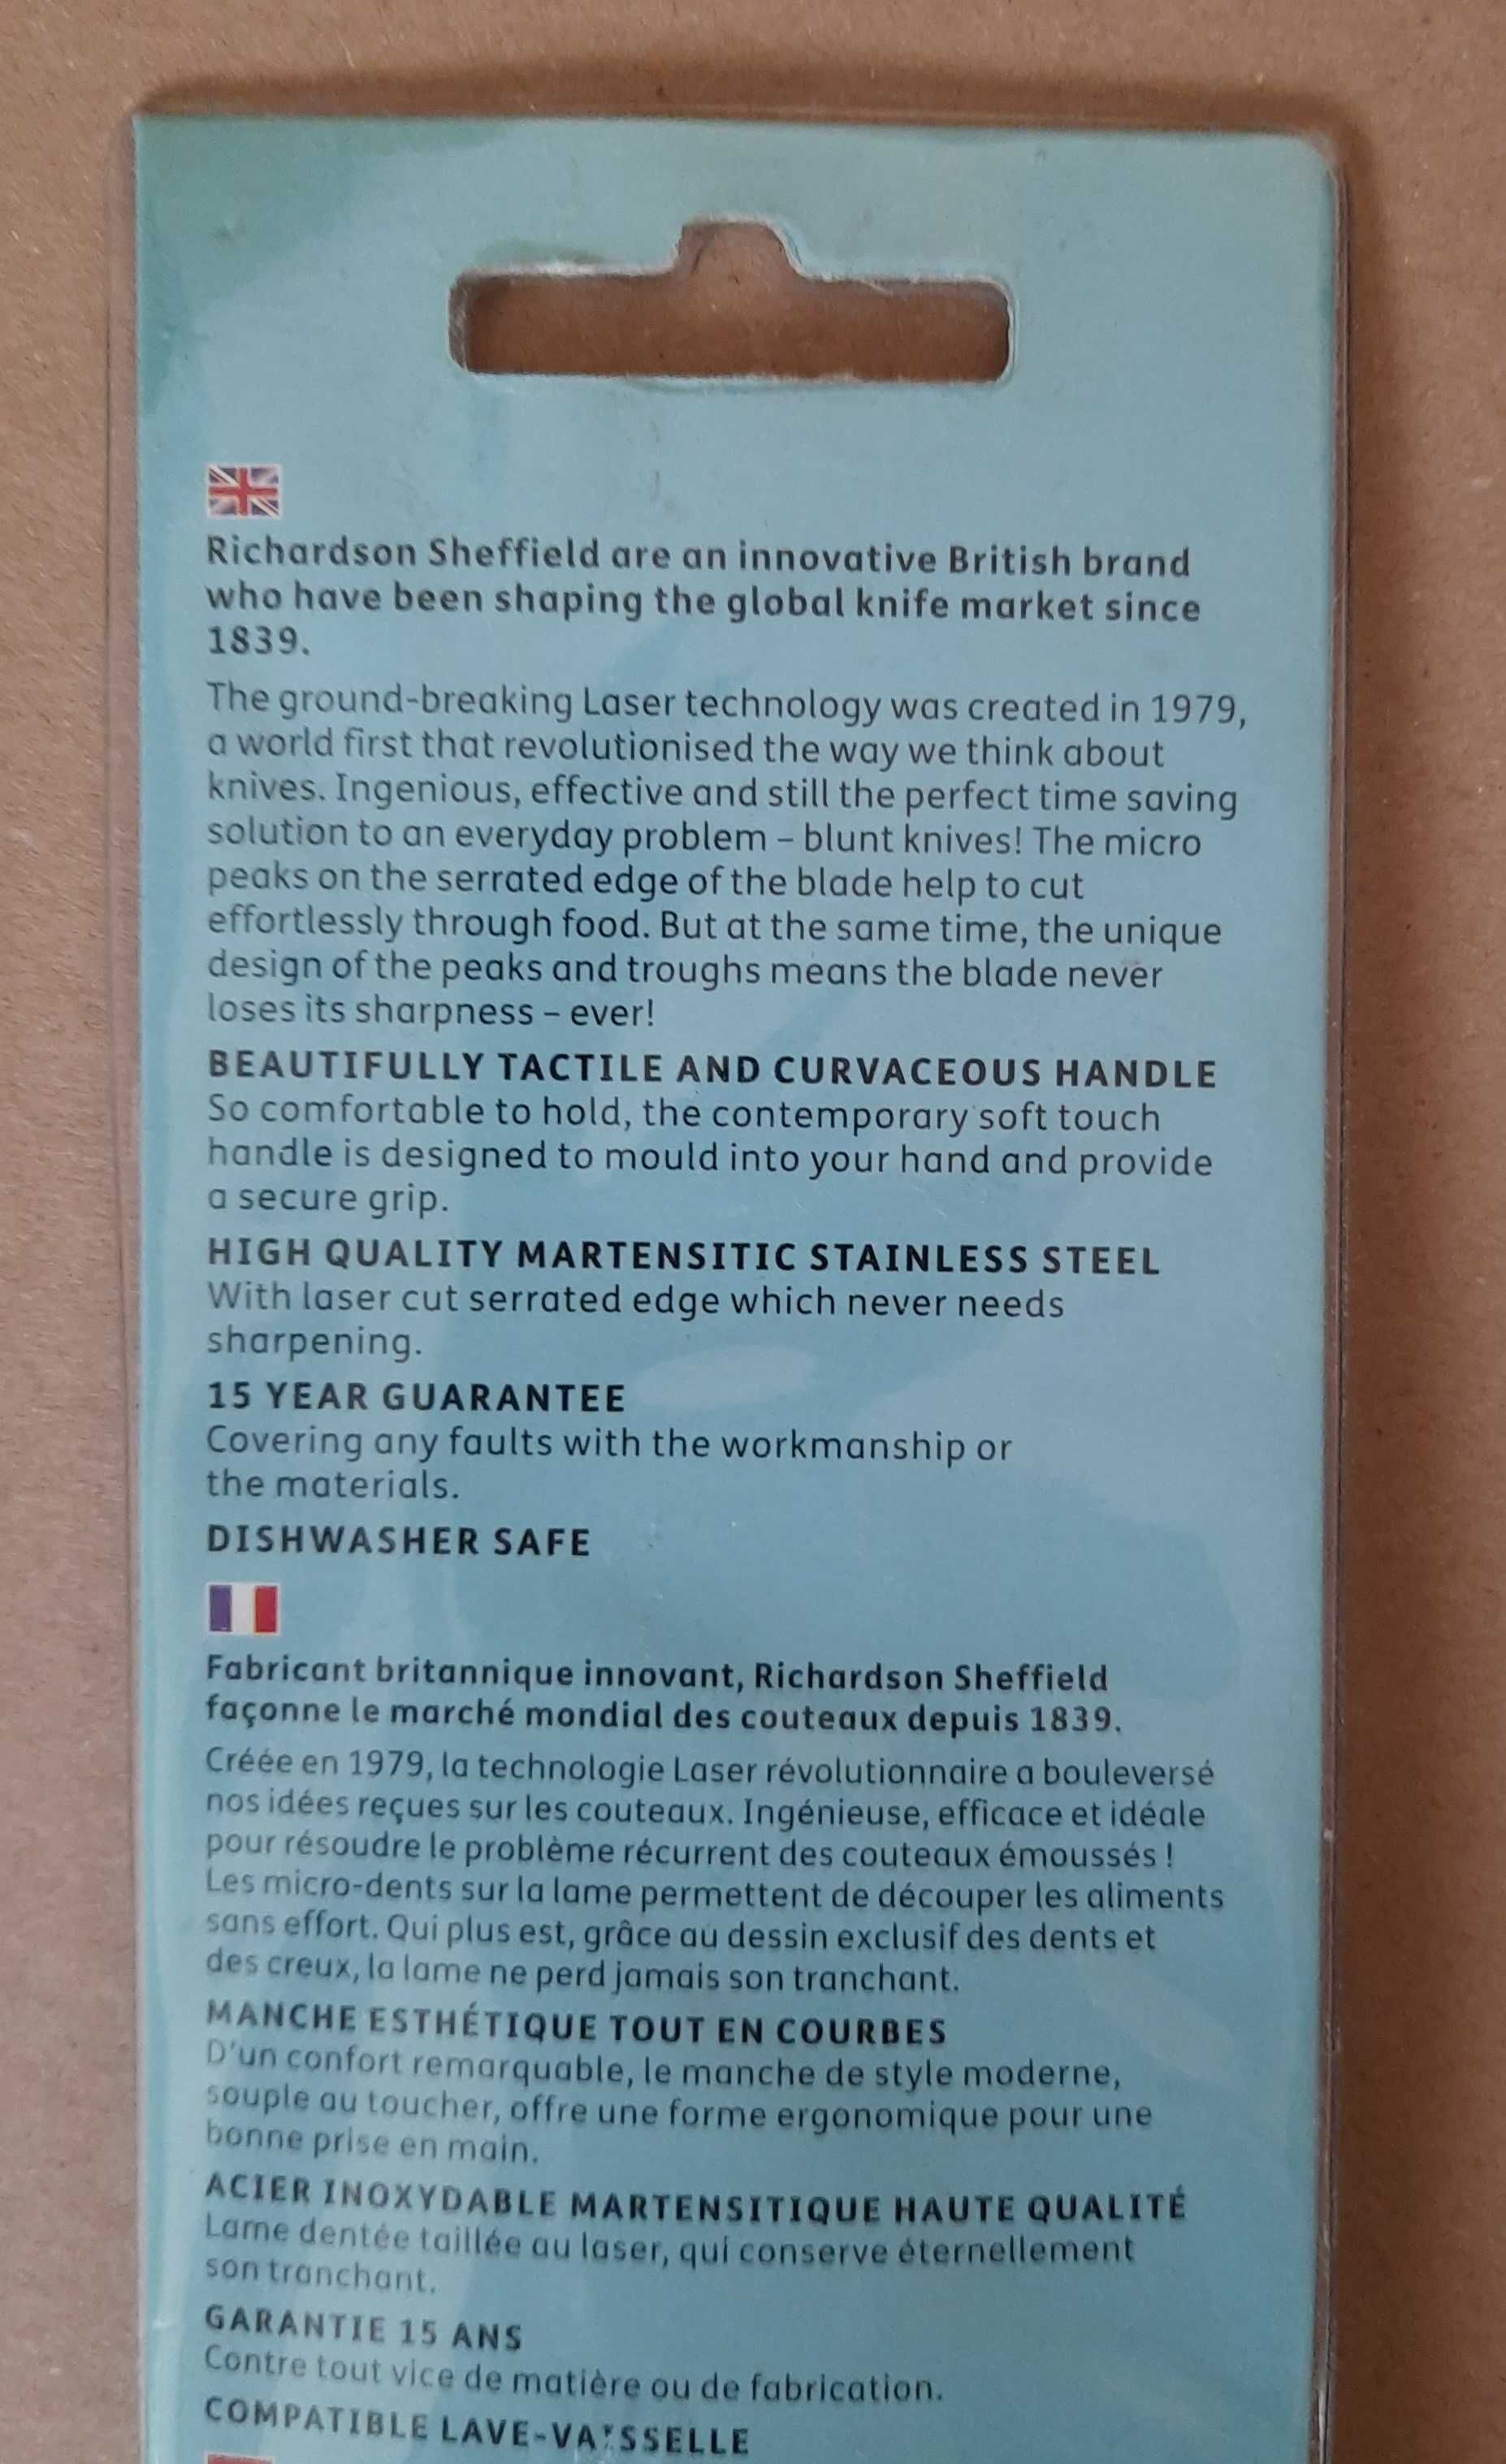 Richardson Sheffield are an innovative British brand
who have been shaping the global knife market since
1839.
The ground-breaking Laser technology was created in 1979,
a world first that revolutionised the way we think about
knives. Ingenious, effective and still the perfect time saving
solution to an everyday problem – blunt knives! The micro
peaks on the serrated edge of the blade help to cut
effortlessly through food. But at the same time, the unique
design of the peaks and troughs means the blade never
loses its sharpness – ever!
BEAUTIFULLY TACTILE AND CURVACEOUS HANDLE
So comfortable to hold, the contemporary soft touch
handle is designed to mould into your hand and provide
a secure grip.
HIGH QUALITY MARTENSITIC STAINLESS STEEL
With laser cut serrated edge which never needs
sharpening.
15 YEAR GUARANTEE
Covering any faults with the workmanship or
the materials.
DISHWASHER SAFE
Fabricant britannique innovant, Richardson Sheffield
façonne le marché mondial des couteaux depuis 1839.
Créée en 1979, la technologie Laser révolutionnaire a bouleversé
nos idées reçues sur les couteaux. Ingénieuse, efficace et idéale
pour résoudre le problème récurrent des couteaux émoussés !
Les micro-dents sur la lame permettent de découper les aliments
sans effort. Qui plus est, grâce au dessin exclusif des dents et
des creux, la lame ne perd jamais son tranchant.
MANCHE ESTHÉTIQUE TOUT EN COURBES
D'un confort remarquable, le manche de style moderne,
souple au toucher, offre une forme ergonomique pour une
bonne prise en main.
ACIER INOXYDABLE MARTENSITIQUE HAUTE QUALITÉ
Lame dentée taillée au laser, qui conserve éternellement
son tranchant.
GARANTIE 15 ANS
Contre tout vice de matière ou de fabrication.
COMPATIBLE LAVE-VAISSELLE